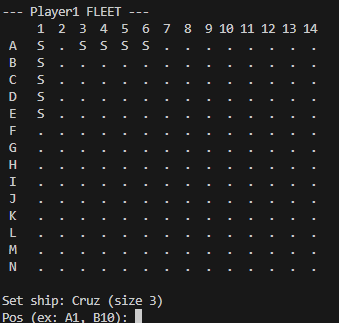 --- Player1 FLEET ---
1 2 3 4 5 6 7 8 9 10 11 12 13 14
A S . S S S S . . . . . . . .
B S . . . . . . . . . . . . .
C S . . . . . . . . . . . . .
D S . . . . . . . . . . . . .
E S . . . . . . . . . . . . .
F . . . . . . . . . . . . . .
G . . . . . . . . . . . . . .
H . . . . . . . . . . . . . .
I . . . . . . . . . . . . . .
J . . . . . . . . . . . . . .
K . . . . . . . . . . . . . .
L . . . . . . . . . . . . . .
M . . . . . . . . . . . . . .
N . . . . . . . . . . . . . .
Set ship: Cruz (size 3)
Pos (ex: A1, B10):